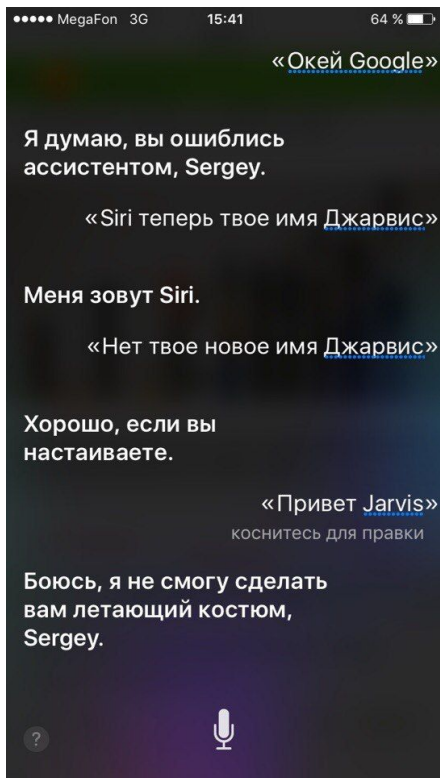 MegaFon 3G 15:41 64 %
«Окей Google»
Я думаю, вы ошиблись
ассистентом, Sergey.
«Siri теперь твое имя Джарвис»
Меня зовут Siri.
«Нет твое новое имя Джарвис»
Хорошо, если вы
настаиваете.
«Привет Jarvis»
коснитесь для правки
Боюсь, я не смогу сделать
вам летающий костюм,
Sergey.
?